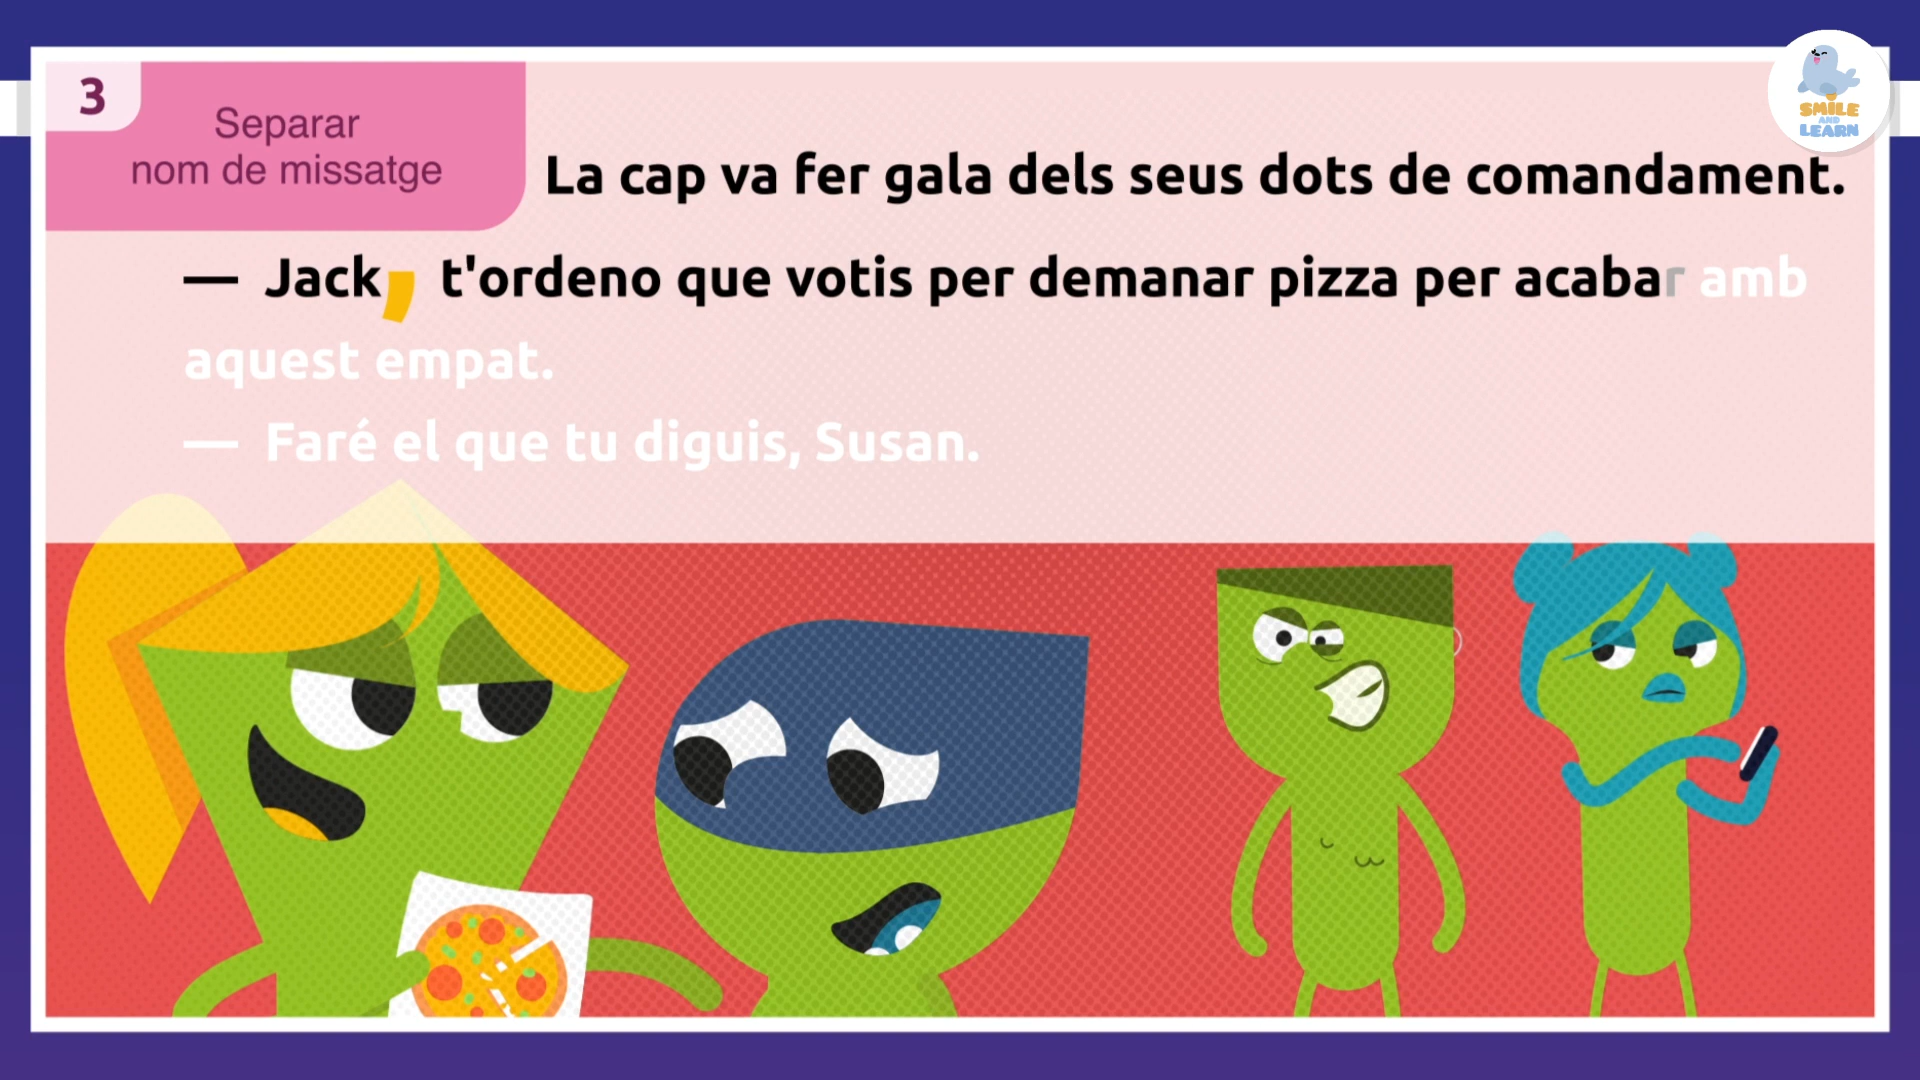 3
Separar
nom de missatge
La cap va fer gala dels seus dots de comandament.
— Jack, t'ordeno que votis per demanar pizza per acabar amb
aquest empat.
— Faré el que tu diguis, Susan.
SMILE
AND
LEARN